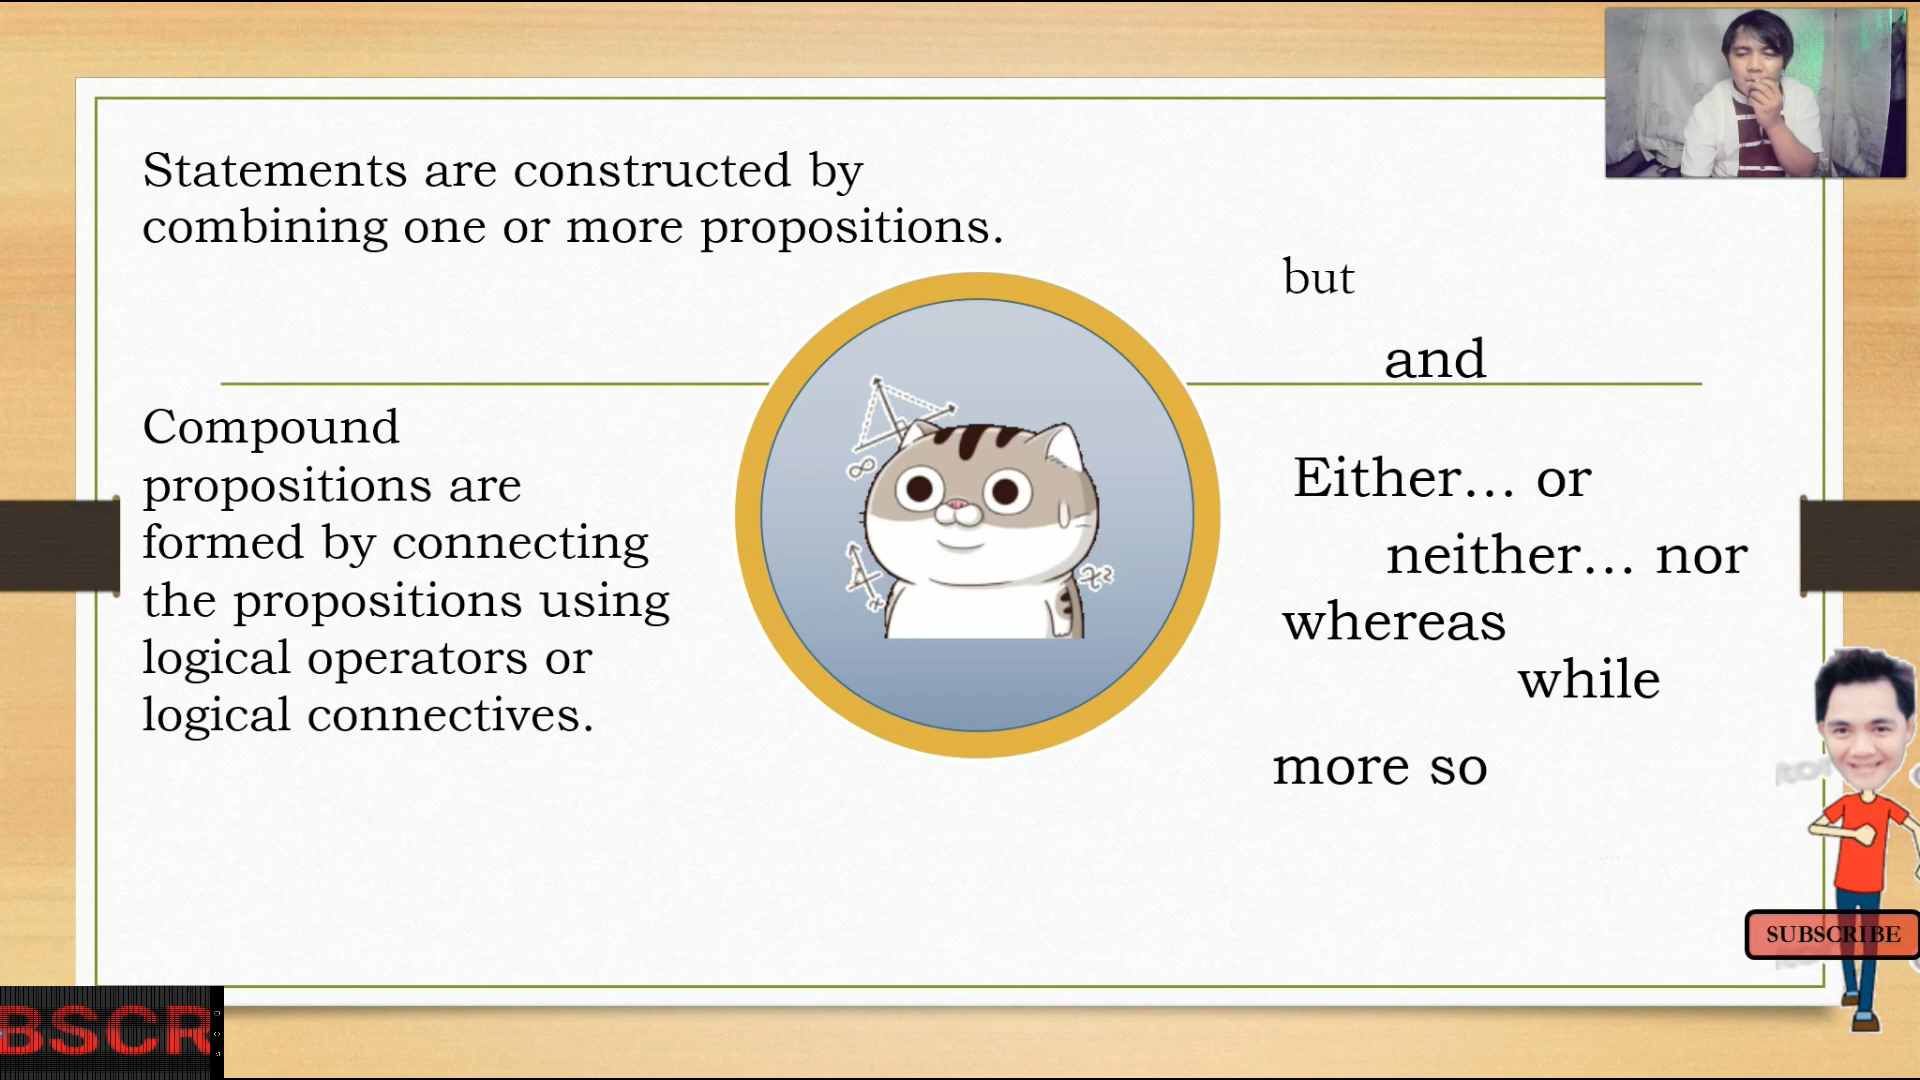 Statements are constructed by
combining one or more propositions.
but
and
Compound
propositions are
formed by connecting
the propositions using
logical operators or
logical connectives.
∞
x²
Either... or
neither... nor
whereas
while
more so
SUBSCRIBE
BSCR